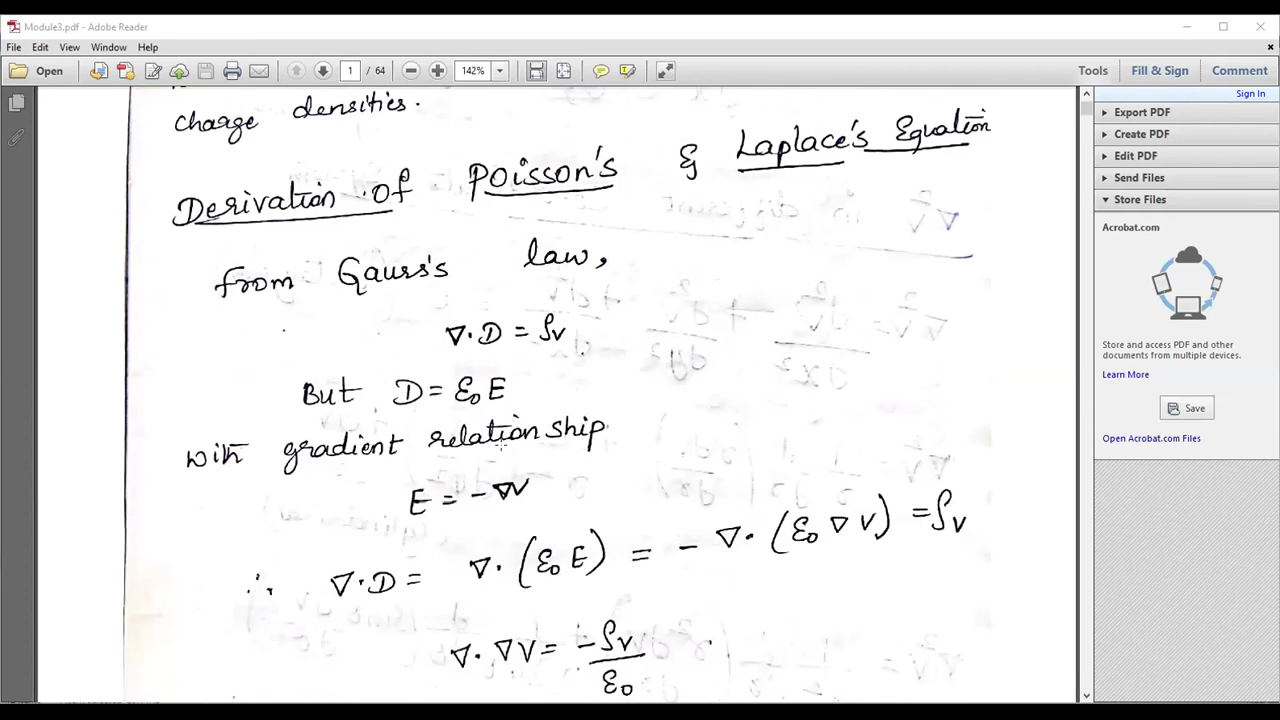 Module3.pdf - Adobe Reader
File Edit View Window Help
Open 1 / 64 142% Tools Fill & Sign Comment
Sign In
Export PDF
Create PDF
Edit PDF
Send Files
Store Files
Acrobat.com
Store and access PDF and other
documents from multiple devices.
Learn More
Save
Open Acrobat.com Files
charge densities.
Derivation of Poisson's & Laplace's Equation
from Gauss's law,
∇·D = ρv
But D = ε₀ E
with gradient relationship
E = -∇V
∴ ∇·D = ∇·(ε₀ E) = - ∇·(ε₀ ∇ V) = ρv
∇·∇V = -ρv/ε₀